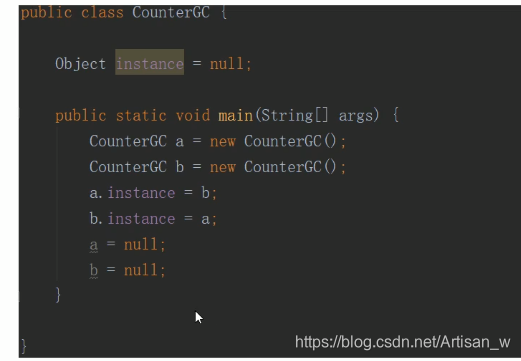 public class CounterGC {
Object instance = null;
public static void main(String[] args) {
CounterGC a = new CounterGC();
CounterGC b = new CounterGC();
a.instance = b;
b.instance = a;
a = null;
b = null;
}
}
https://blog.csdn.net/Artisan_w